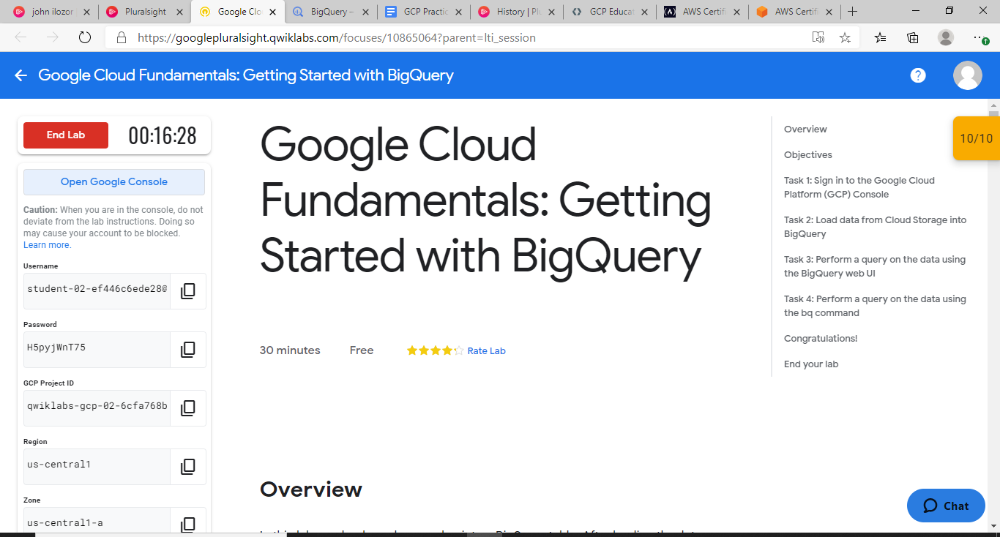 john ilozor
Pluralsight
Google Clo
BigQuery –
GCP Practic
History | Pl
GCP Educat
AWS Certifi
AWS Certifi
https://googlepluralsight.qwiklabs.com/focuses/10865064?parent=lti_session
Google Cloud Fundamentals: Getting Started with BigQuery
?
End Lab
00:16:28
Open Google Console
Caution: When you are in the console, do not
deviate from the lab instructions. Doing so
may cause your account to be blocked.
Learn more.
Username
student-02-ef446c6ede28@
Password
H5pyjWnT75
GCP Project ID
qwiklabs-gcp-02-6cfa768b
Region
us-central1
Zone
us-central1-a
Google Cloud
Fundamentals: Getting
Started with BigQuery
30 minutes
Free
Rate Lab
Overview
Overview
Objectives
Task 1: Sign in to the Google Cloud
Platform (GCP) Console
Task 2: Load data from Cloud Storage into
BigQuery
Task 3: Perform a query on the data using
the BigQuery web UI
Task 4: Perform a query on the data using
the bq command
Congratulations!
End your lab
10/10
Chat